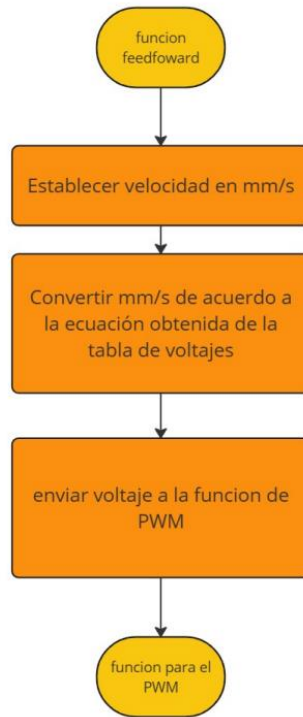 funcion
feedfoward
Establecer velocidad en mm/s
Convertir mm/s de acuerdo a
la ecuación obtenida de la
tabla de voltajes
enviar voltaje a la funcion de
PWM
funcion para el
PWM